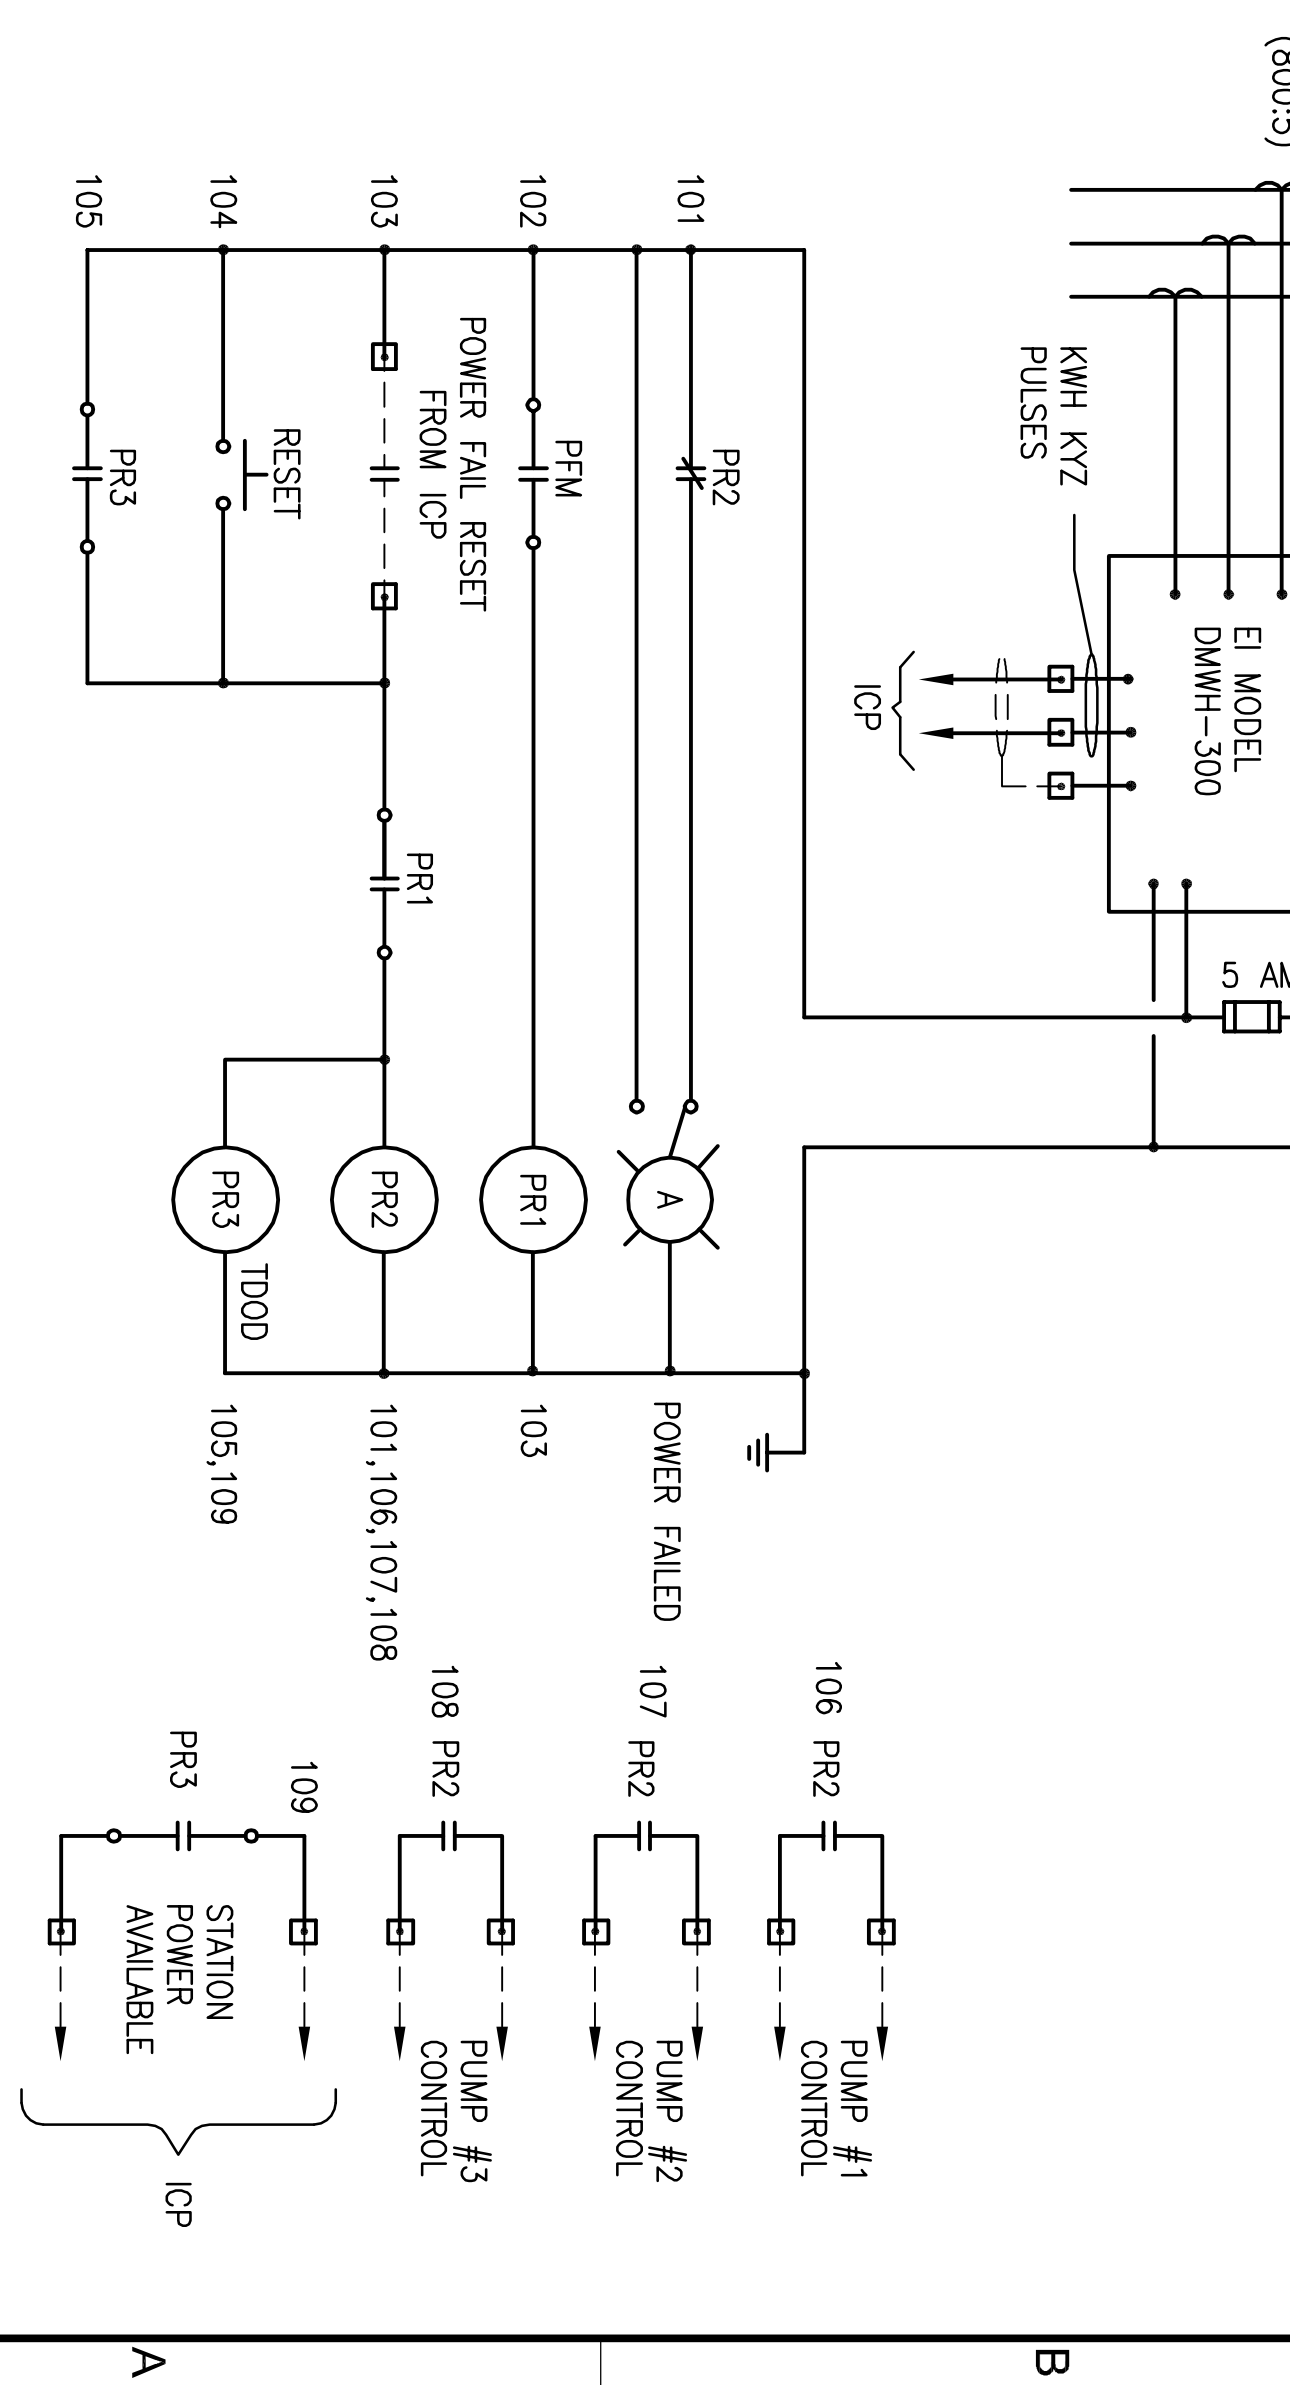 (800:5)
KWH KYZ
PULSES
EI MODEL
DMWH-300
ICP
101
PR2
A
POWER FAILED
102
PFM
PR1
103
103
POWER FAIL RESET
FROM ICP
PR1
PR2
101,106,107,108
104
RESET
PR3
TDOD
105,109
105
PR3
106 PR2
PUMP #1
CONTROL
107 PR2
PUMP #2
CONTROL
108 PR2
PUMP #3
CONTROL
109
PR3
STATION
POWER
AVAILABLE
ICP
B
A